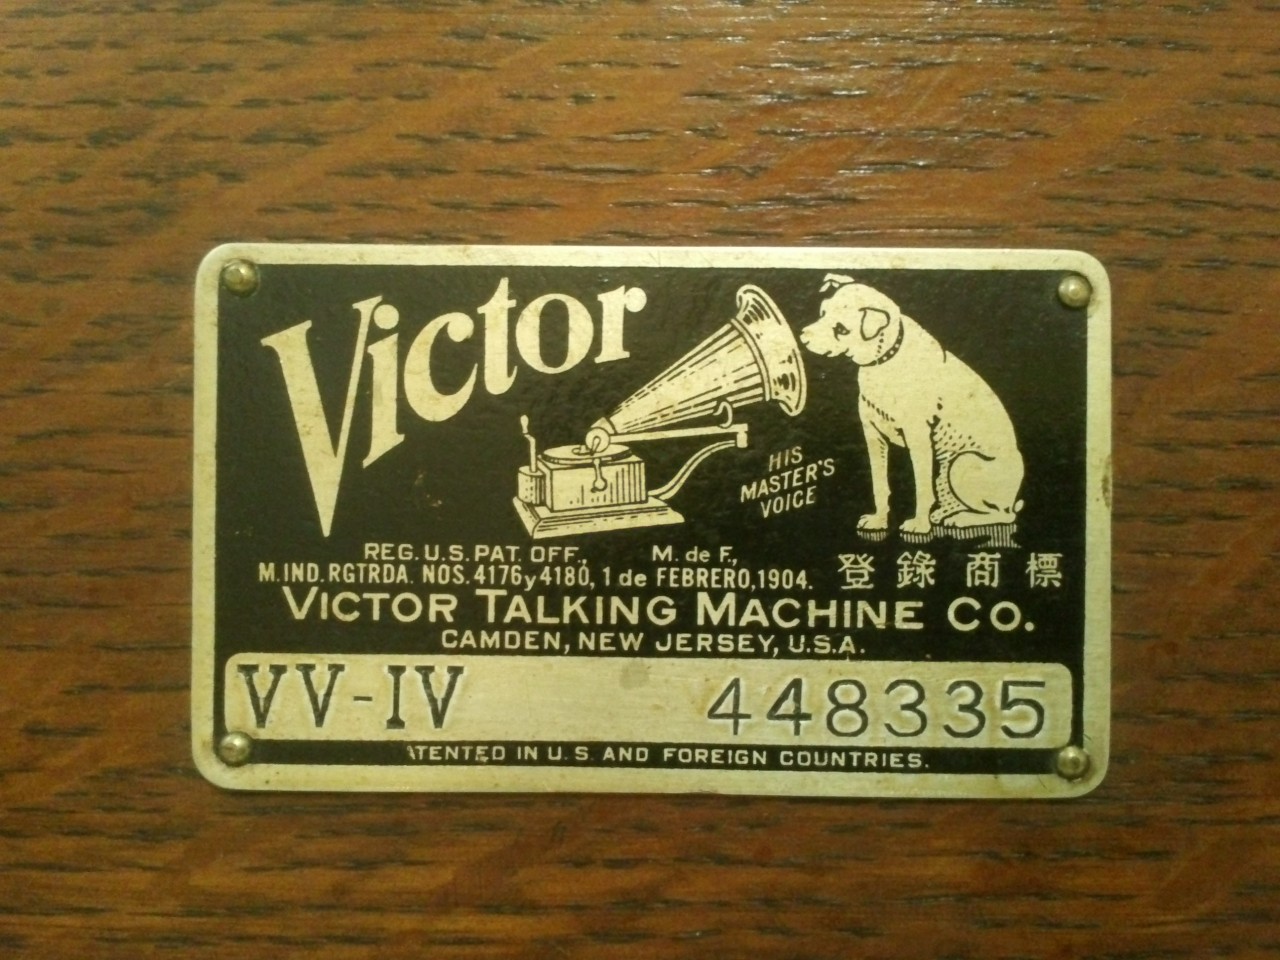 Victor
HIS
MASTER'S
VOICE
REG. U.S. PAT. OFF., M. de F.,
M. IND. RGTRDA. NOS. 4176 y 4180, 1 de FEBRERO, 1904.
登錄商標
VICTOR TALKING MACHINE CO.
CAMDEN, NEW JERSEY, U.S.A.
VV-IV 448335
ATENTED IN U.S. AND FOREIGN COUNTRIES.